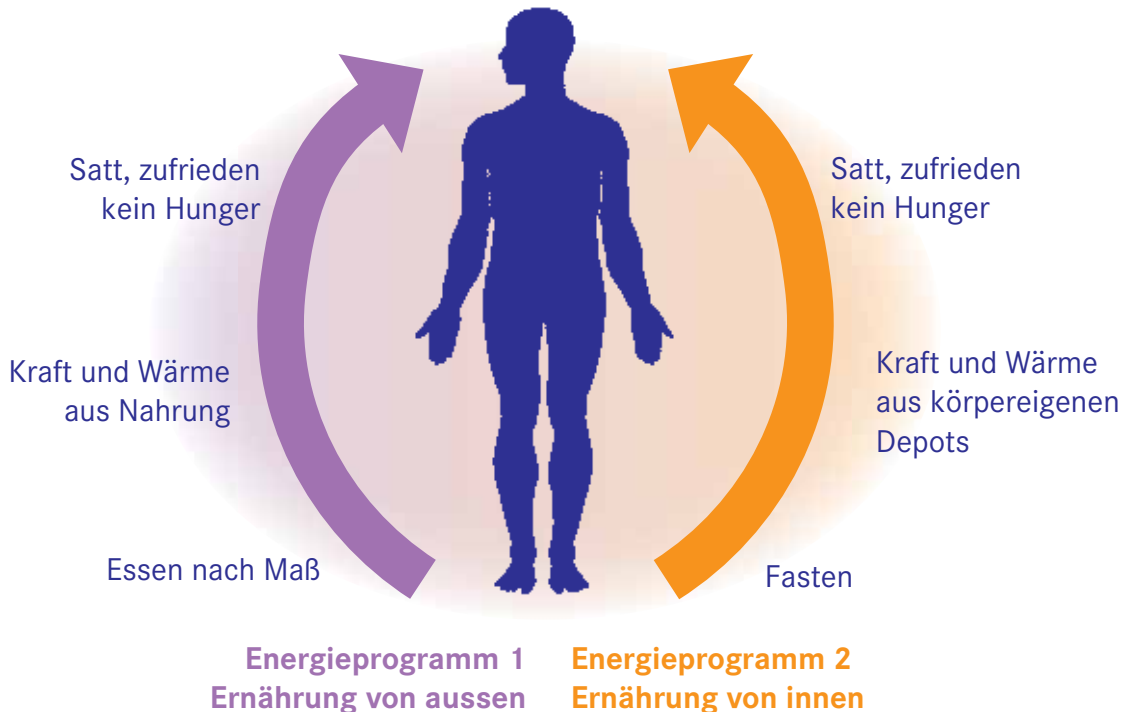 Satt, zufrieden
kein Hunger
Kraft und Wärme
aus Nahrung
Essen nach Maß
Energieprogramm 1
Ernährung von aussen
Satt, zufrieden
kein Hunger
Kraft und Wärme
aus körpereigenen
Depots
Fasten
Energieprogramm 2
Ernährung von innen